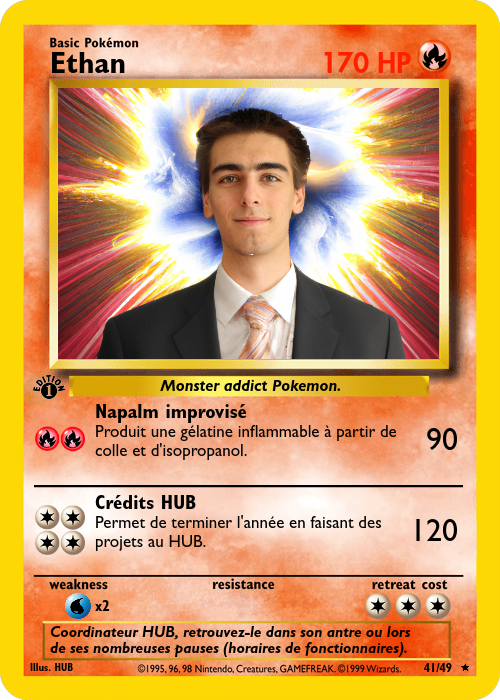 Basic Pokémon
Ethan
170 HP
EDITION
1
Monster addict Pokemon.
Napalm improvisé
Produit une gélatine inflammable à partir de
colle et d'isopropanol.
90
Crédits HUB
Permet de terminer l'année en faisant des
projets au HUB.
120
weakness
resistance
retreat cost
x2
Coordinateur HUB, retrouvez-le dans son antre ou lors
de ses nombreuses pauses (horaires de fonctionnaires).
Illus. HUB
©1995, 96, 98 Nintendo, Creatures, GAMEFREAK. ©1999 Wizards.
41/49 ★